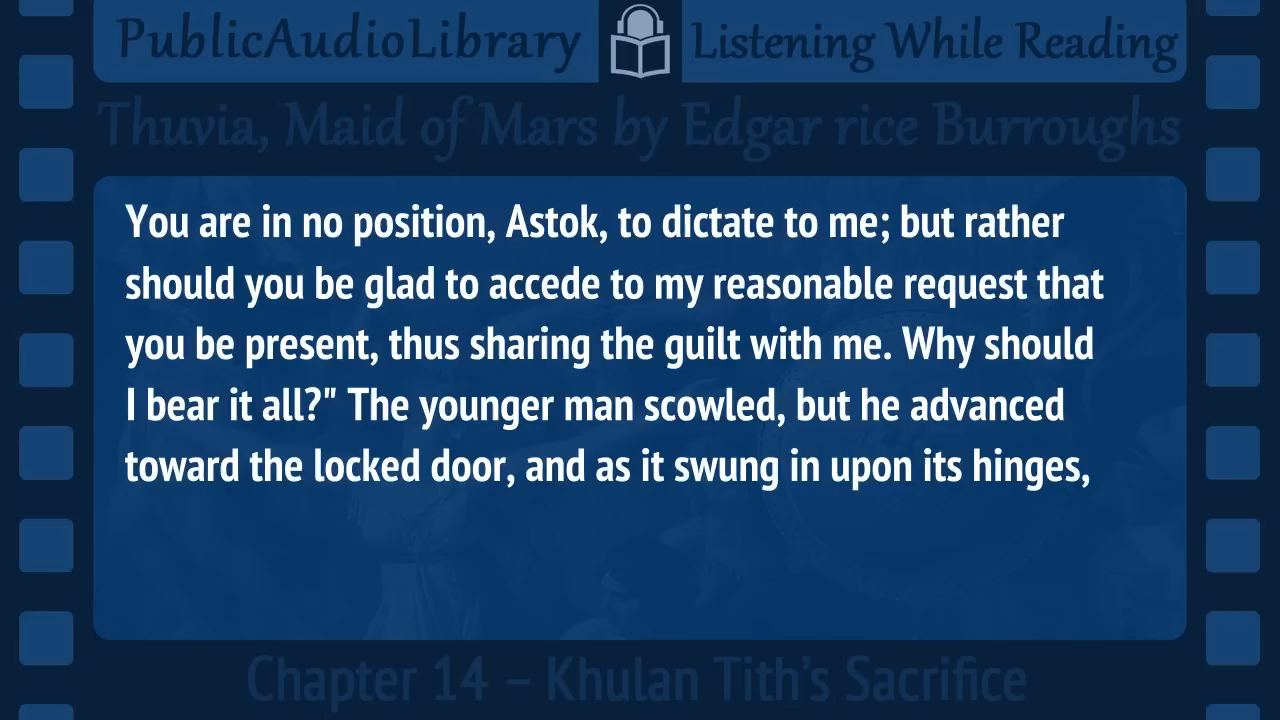 PublicAudioLibrary
Listening While Reading
Thuvia, Maid of Mars by Edgar rice Burroughs
You are in no position, Astok, to dictate to me; but rather
should you be glad to accede to my reasonable request that
you be present, thus sharing the guilt with me. Why should
I bear it all?" The younger man scowled, but he advanced
toward the locked door, and as it swung in upon its hinges,
Chapter 14 – Khulan Tith's Sacrifice